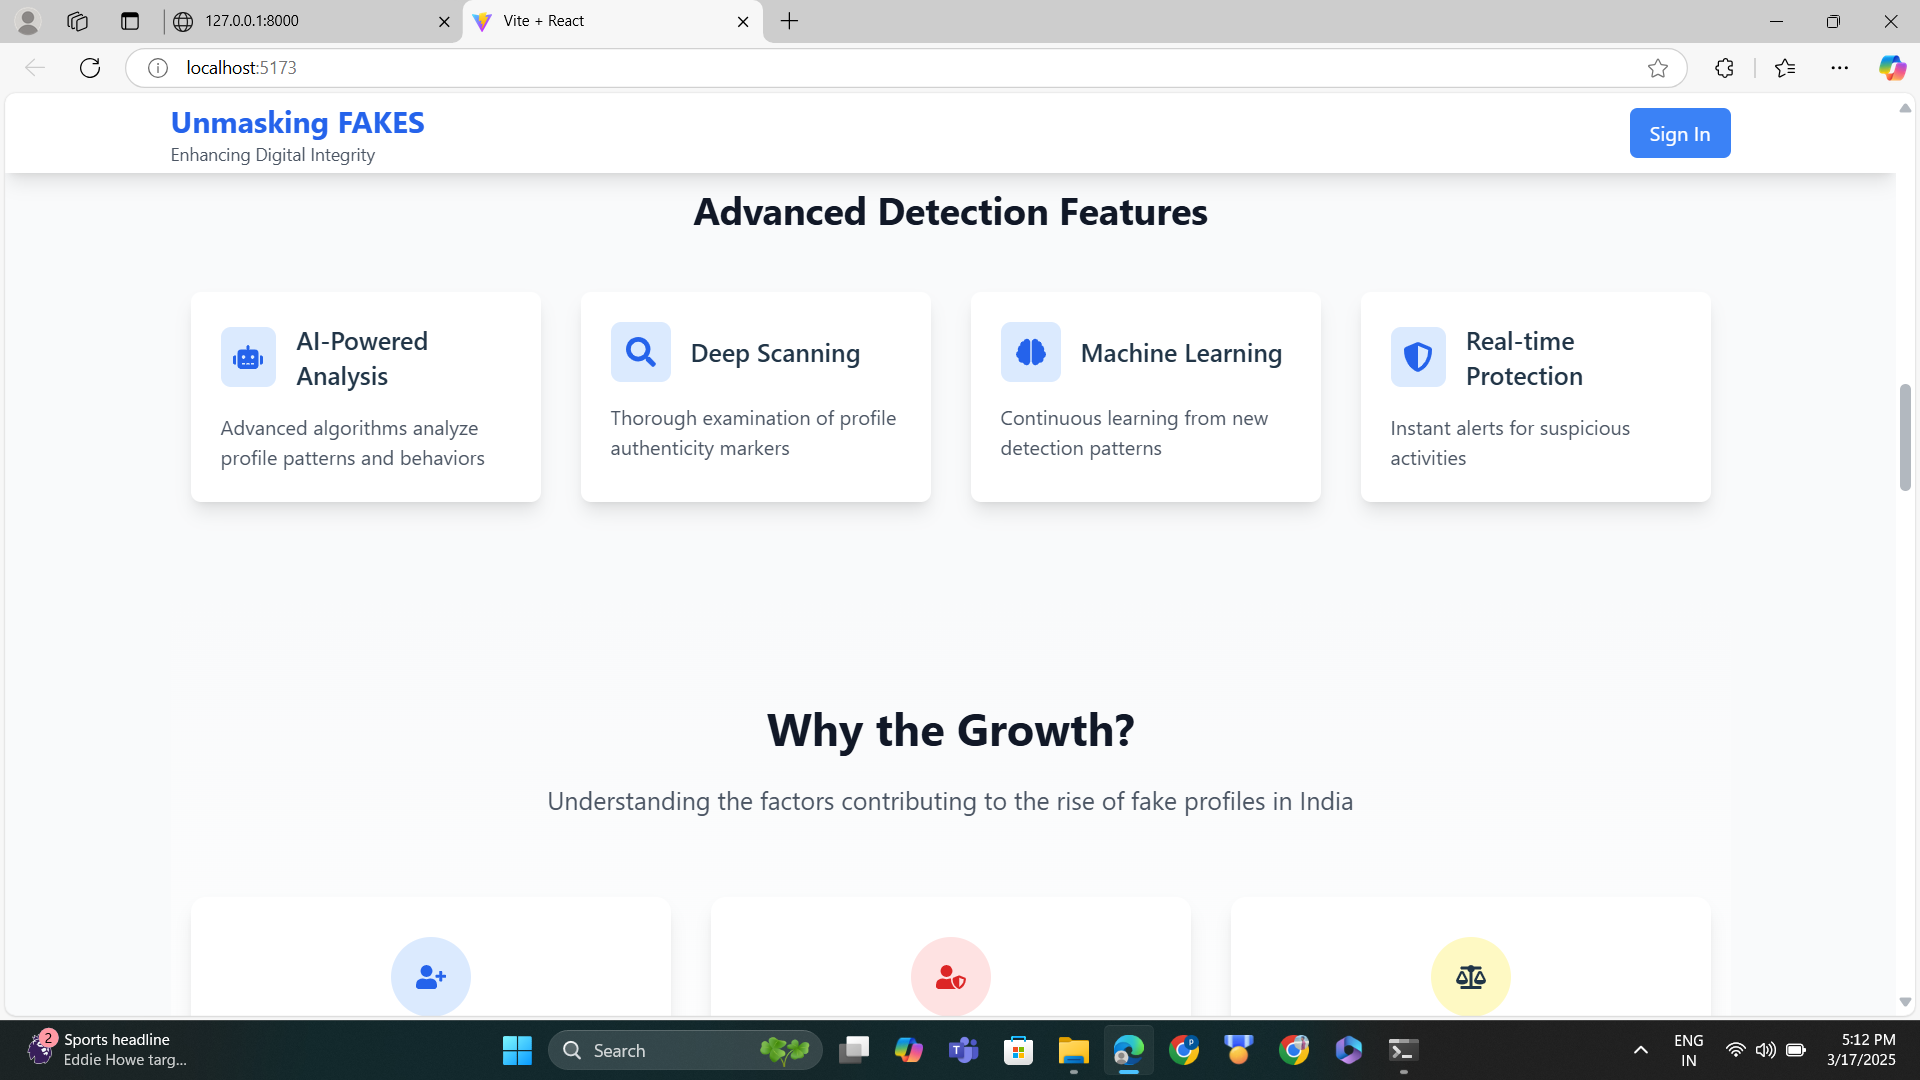 127.0.0.1:8000
Vite + React
localhost:5173
Unmasking FAKES
Enhancing Digital Integrity
Sign In
Advanced Detection Features
AI-Powered
Analysis
Advanced algorithms analyze
profile patterns and behaviors
Deep Scanning
Thorough examination of profile
authenticity markers
Machine Learning
Continuous learning from new
detection patterns
Real-time
Protection
Instant alerts for suspicious
activities
Why the Growth?
Understanding the factors contributing to the rise of fake profiles in India
2
Sports headline
Eddie Howe targ...
Search
ENG
IN
5:12 PM
3/17/2025